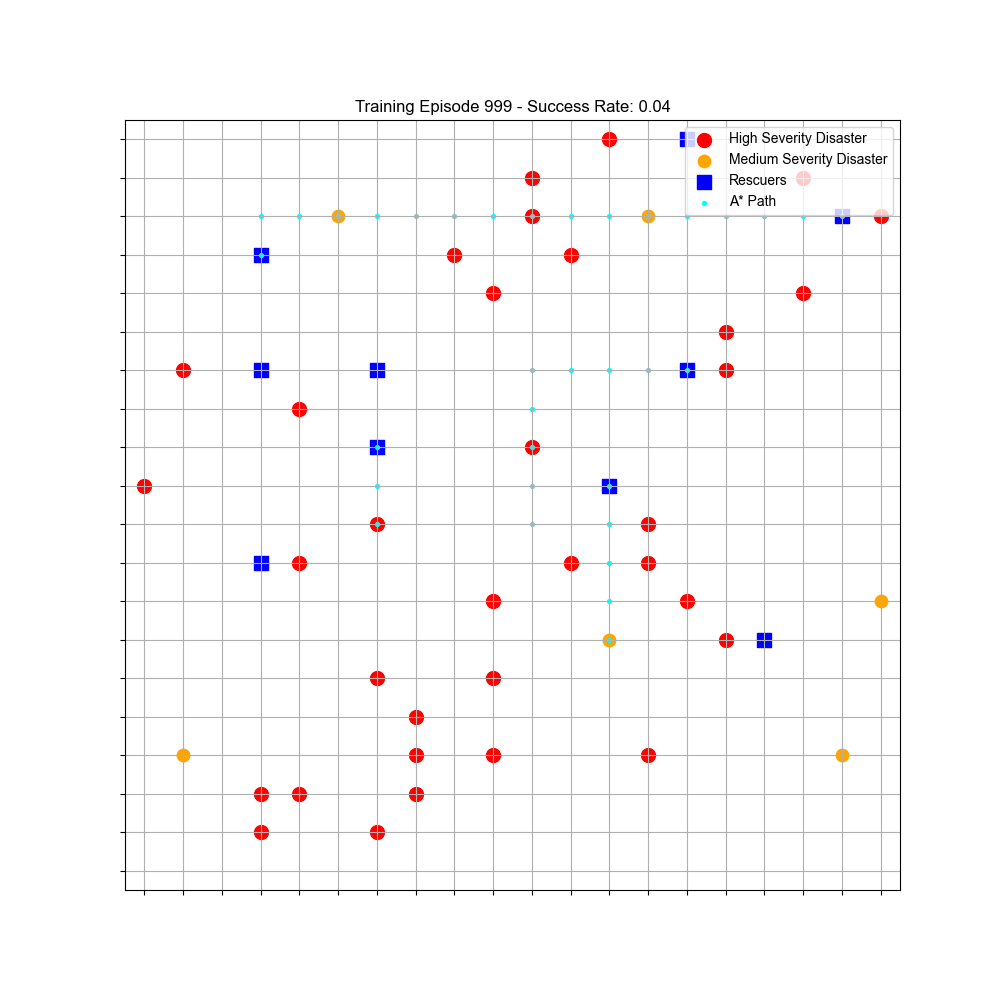 Training Episode 999 - Success Rate: 0.04
High Severity Disaster
Medium Severity Disaster
Rescuers
A* Path